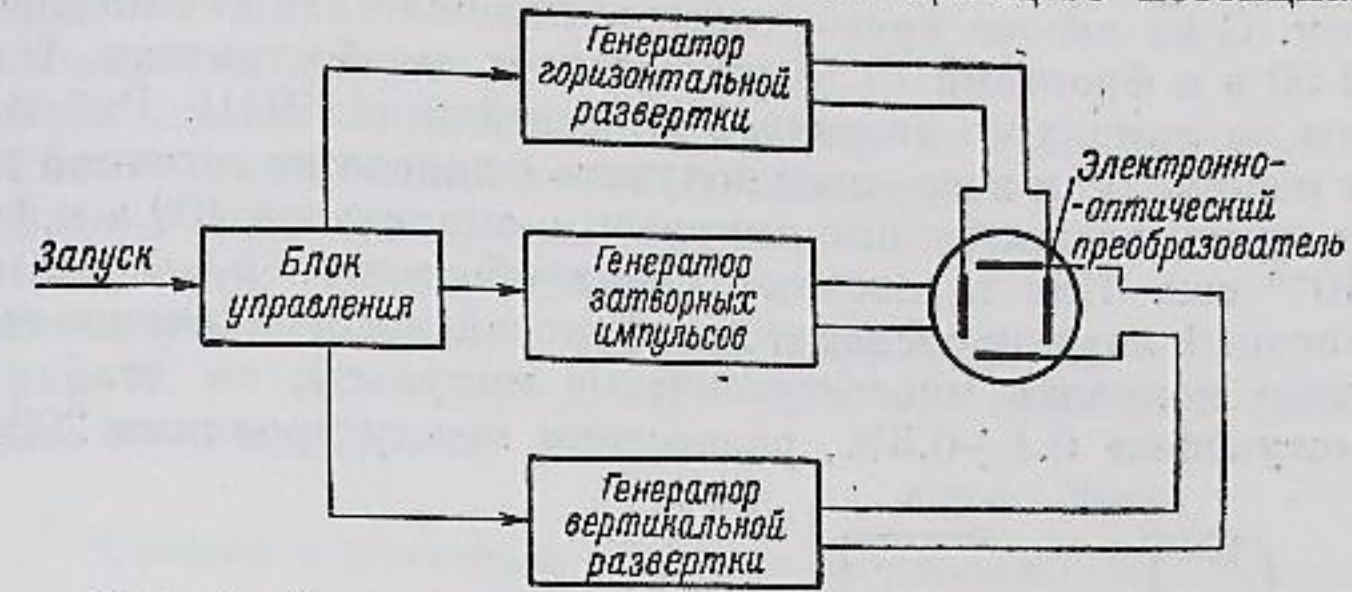 Генератор
горизонтальной
развертки
Электронно-
-оптический
преобразователь
Запуск
Блок
управления
Генератор
затворных
импульсов
Генератор
вертикальной
развертки